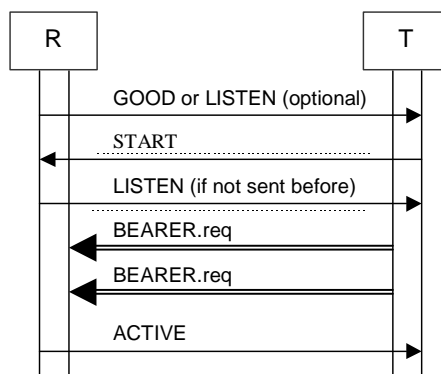 R
T
GOOD or LISTEN (optional)
START
LISTEN (if not sent before)
BEARER.req
BEARER.req
ACTIVE